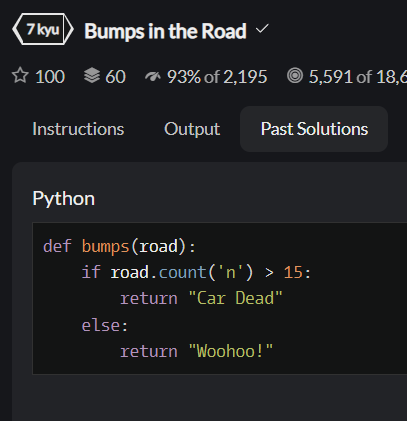 7 kyu Bumps in the Road
100 60 93% of 2,195 5,591 of 18,6
Instructions Output Past Solutions
Python
def bumps(road):
    if road.count('n') > 15:
        return "Car Dead"
    else:
        return "Woohoo!"